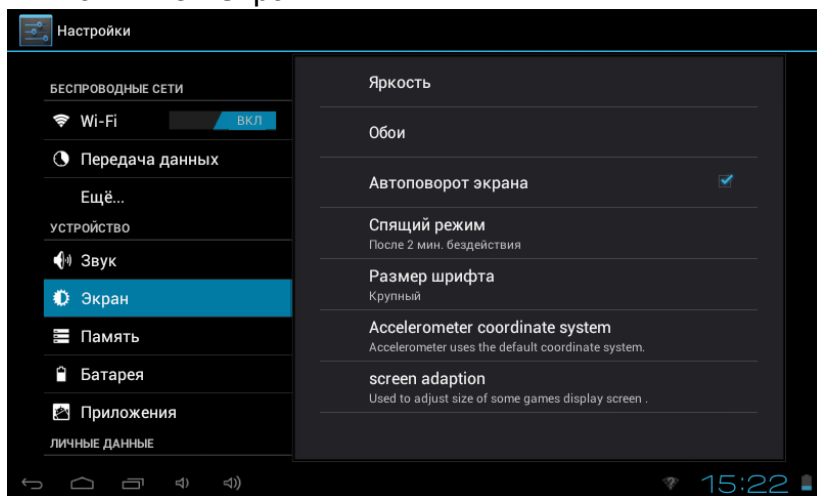 Настройки
БЕСПРОВОДНЫЕ СЕТИ
Wi-Fi ВКЛ
Передача данных
Ещё...
УСТРОЙСТВО
Звук
Экран
Память
Батарея
Приложения
ЛИЧНЫЕ ДАННЫЕ
Яркость
Обои
Автоповорот экрана
Спящий режим
После 2 мин. бездействия
Размер шрифта
Крупный
Accelerometer coordinate system
Accelerometer uses the default coordinate system.
screen adaption
Used to adjust size of some games display screen .
15:22